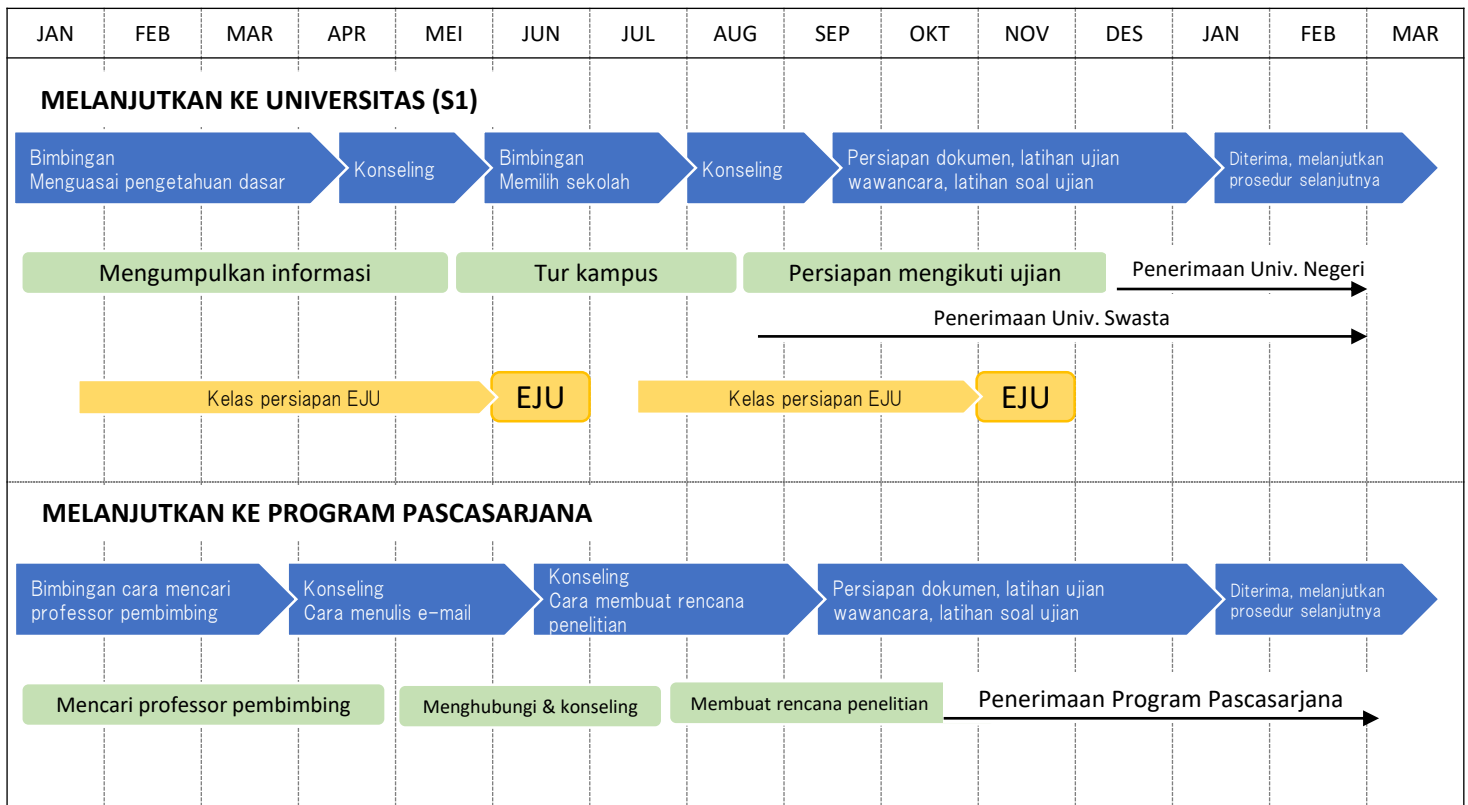 JAN FEB MAR APR MEI JUN JUL AUG SEP OKT NOV DES JAN FEB MAR
MELANJUTKAN KE UNIVERSITAS (S1)
Bimbingan
Menguasai pengetahuan dasar
Konseling
Bimbingan
Memilih sekolah
Konseling
Persiapan dokumen, latihan ujian
wawancara, latihan soal ujian
Diterima, melanjutkan
prosedur selanjutnya
Mengumpulkan informasi
Tur kampus
Persiapan mengikuti ujian
Penerimaan Univ. Negeri
Penerimaan Univ. Swasta
Kelas persiapan EJU
EJU
Kelas persiapan EJU
EJU
MELANJUTKAN KE PROGRAM PASCASARJANA
Bimbingan cara mencari
professor pembimbing
Konseling
Cara menulis e-mail
Konseling
Cara membuat rencana
penelitian
Persiapan dokumen, latihan ujian
wawancara, latihan soal ujian
Diterima, melanjutkan
prosedur selanjutnya
Mencari professor pembimbing
Menghubungi & konseling
Membuat rencana penelitian
Penerimaan Program Pascasarjana